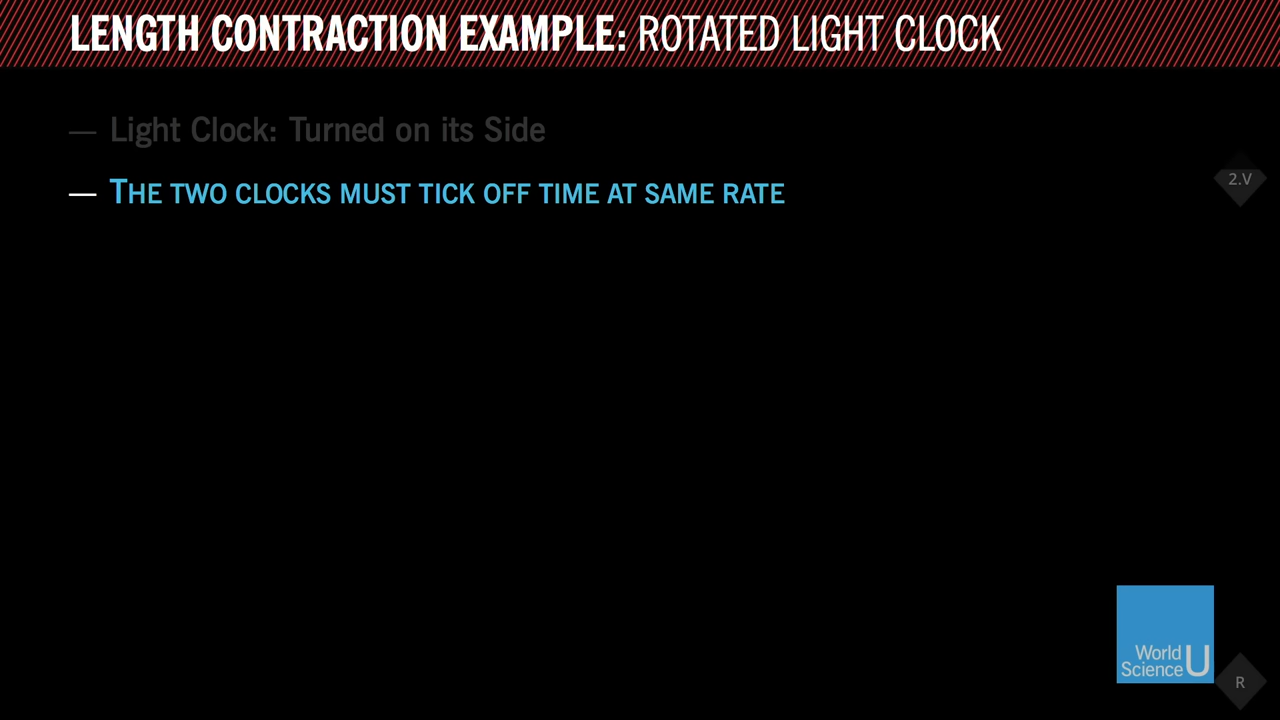 LENGTH CONTRACTION EXAMPLE: ROTATED LIGHT CLOCK
— Light Clock: Turned on its Side
— THE TWO CLOCKS MUST TICK OFF TIME AT SAME RATE
2.V
World
Science U
R